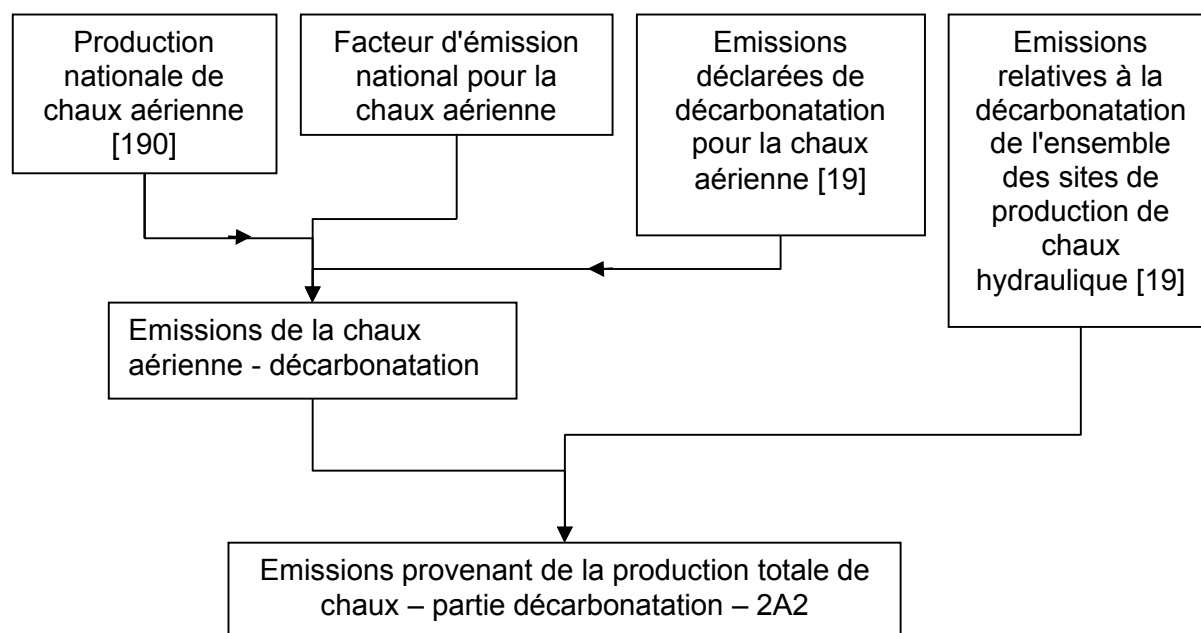 Production
nationale de
chaux aérienne
[190]
Facteur d'émission
national pour la
chaux aérienne
Emissions
déclarées de
décarbonatation
pour la chaux
aérienne [19]
Emissions
relatives à la
décarbonatation
de l'ensemble
des sites de
production de
chaux
hydraulique [19]
Emissions de la chaux
aérienne - décarbonatation
Emissions provenant de la production totale de
chaux – partie décarbonatation – 2A2